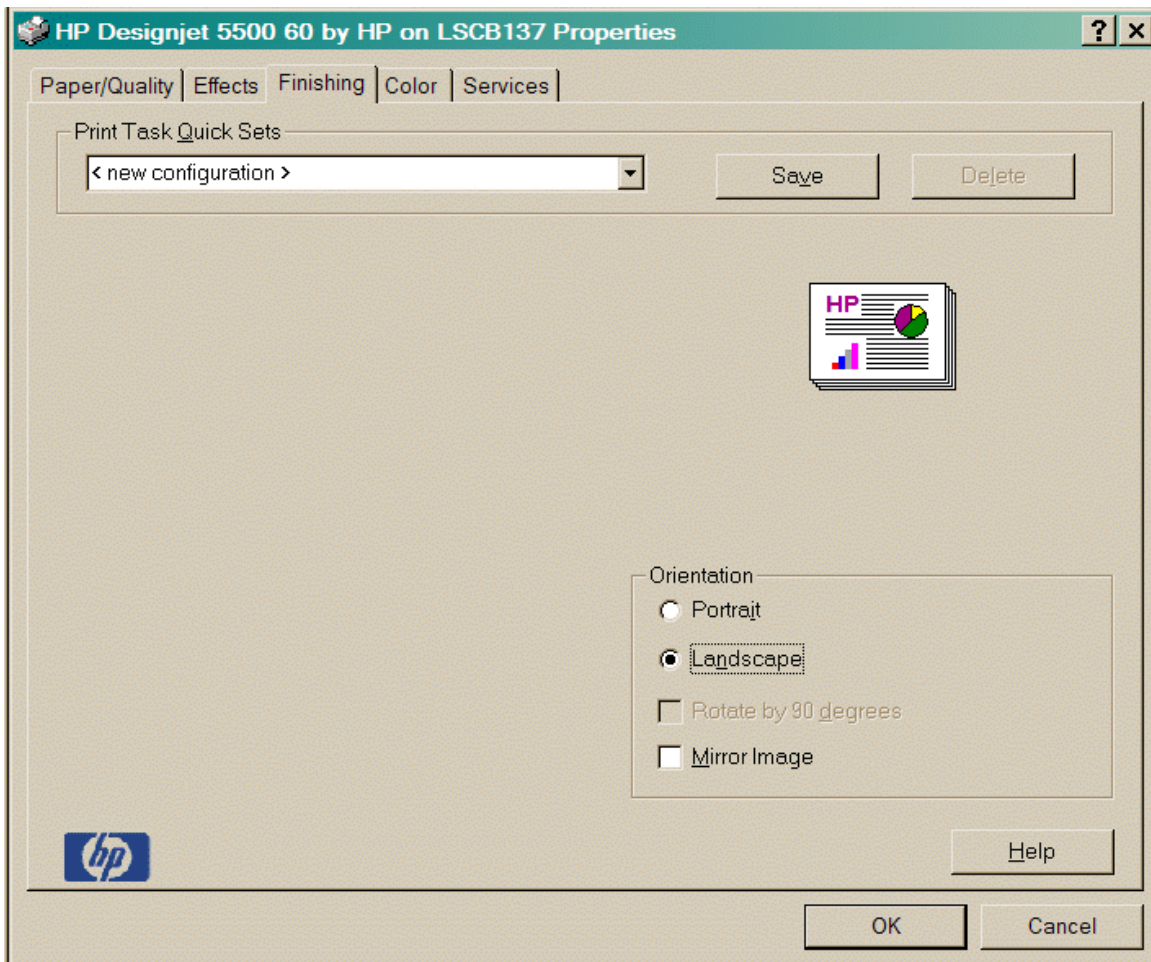 HP Designjet 5500 60 by HP on LSCB137 Properties
Paper/Quality Effects Finishing Color Services
Print Task Quick Sets
< new configuration > Save Delete
HP
Orientation
Portrait
Landscape
Rotate by 90 degrees
Mirror Image
hp
Help
OK Cancel